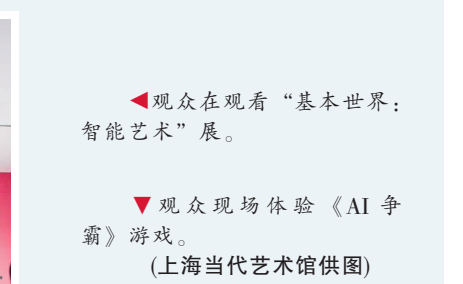 ◀观众在观看“基本世界:
智能艺术”展。
▼观众现场体验《AI 争
霸》游戏。
(上海当代艺术馆供图)